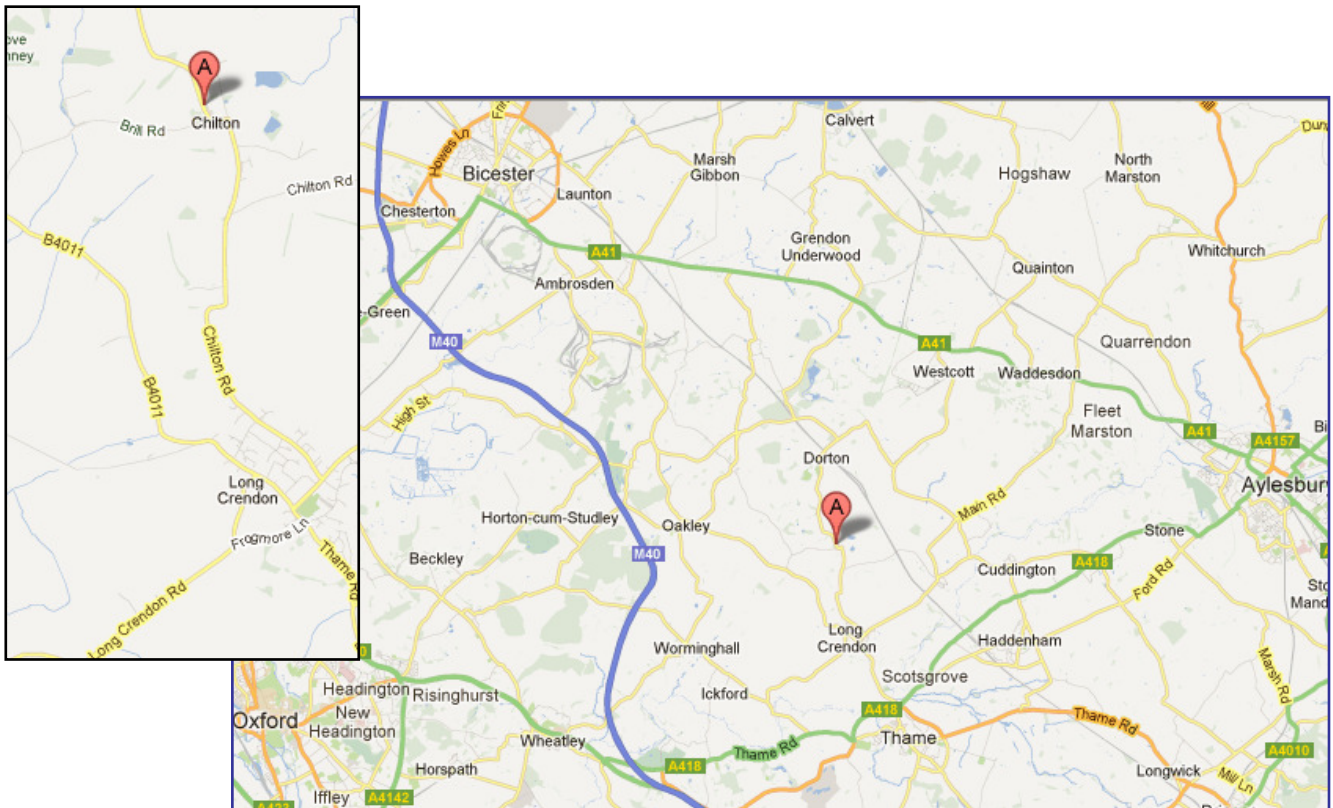 ove
nney
A
Chilton
Brill Rd
Chilton Rd
B4011
Chilton Rd
B4011
Long
Crendon
Frogmore Ln
Thame Rd
Long Crendon Rd
Howes Ln
Bicester
Launton
Chesterton
Marsh
Gibbon
Calvert
Hogshaw
North
Marston
Whitchurch
A41
Ambrosden
Grendon
Underwood
Quainton
e-Green
M40
A41
Quarrendon
Westcott
Waddesdon
High St
Fleet
Marston
A41
A4157
Bi
Aylesbury
Dorton
A
Main Rd
Horton-cum-Studley
Oakley
Stone
M40
Beckley
A418
Cuddington
Ford Rd
Mand
Long
Crendon
Haddenham
Worminghall
Scotsgrove
Marsh Rd
Headington
Risinghurst
Ickford
A418
Oxford
New
Headington
Thame Rd
Wheatley
Thame Rd
Thame
A4010
A418
Horspath
Longwick
Mill Ln
Iffley
A4142